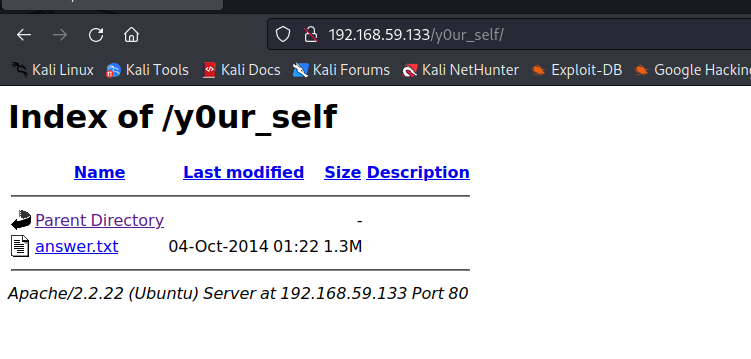 192.168.59.133/y0ur_self/
Kali Linux Kali Tools Kali Docs Kali Forums Kali NetHunter Exploit-DB Google Hacking
Index of /y0ur_self
Name Last modified Size Description
Parent Directory -
answer.txt 04-Oct-2014 01:22 1.3M
Apache/2.2.22 (Ubuntu) Server at 192.168.59.133 Port 80